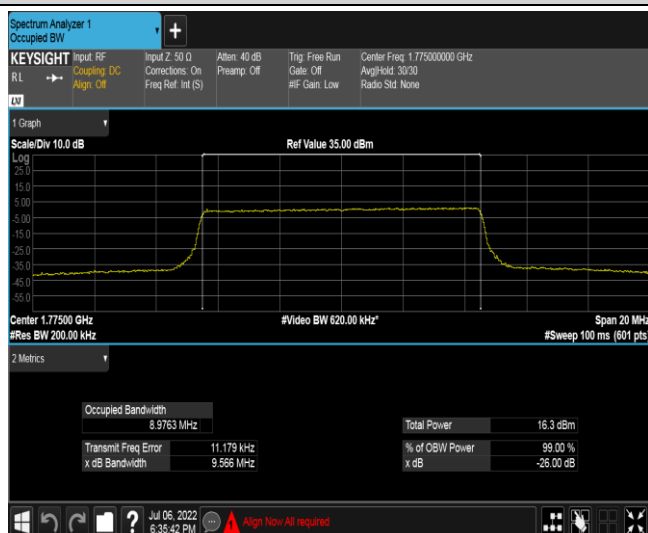 Spectrum Analyzer 1
Occupied BW
+
KEYSIGHT Input: RF Input Z: 50 Ω Atten: 40 dB Trig: Free Run Center Freq: 1.775000000 GHz
RL Coupling: DC Corrections: On Preamp: Off Gate: Off Avg|Hold: 30/30
Align: Off Freq Ref: Int (S) #IF Gain: Low Radio Std: None
LXI
1 Graph
Scale/Div 10.0 dB Ref Value 35.00 dBm
Log
25.0
15.0
5.00
-5.00
-15.0
-25.0
-35.0
-45.0
-55.0
Center 1.77500 GHz #Video BW 620.00 kHz* Span 20 MHz
#Res BW 200.00 kHz #Sweep 100 ms (601 pts)
2 Metrics
Occupied Bandwidth
8.9763 MHz Total Power 16.3 dBm
Transmit Freq Error 11.179 kHz % of OBW Power 99.00 %
x dB Bandwidth 9.566 MHz x dB -26.00 dB
? Jul 06, 2022
6:35:42 PM
Align Now All required